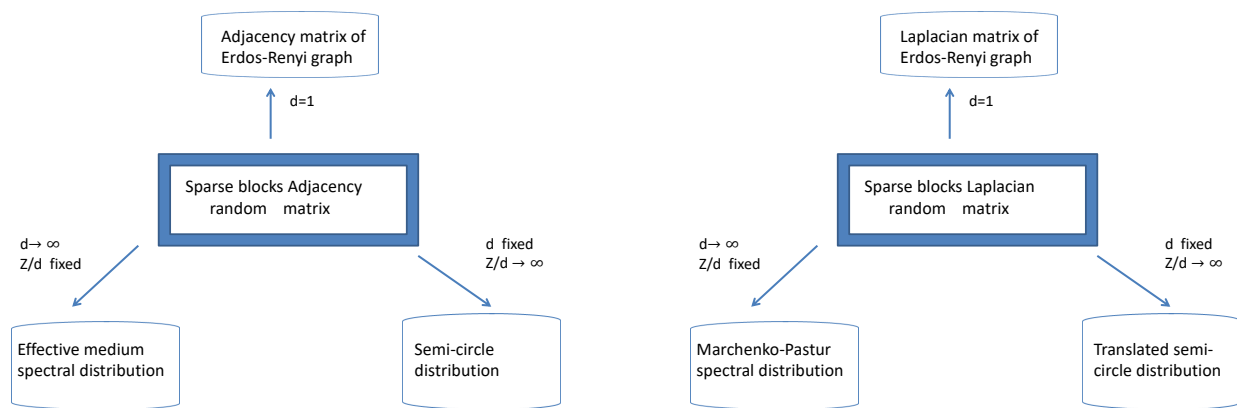 Adjacency matrix of
Erdos-Renyi graph
d=1
Sparse blocks Adjacency
random matrix
d→ ∞
Z/d fixed
d fixed
Z/d → ∞
Effective medium
spectral distribution
Semi-circle
distribution
Laplacian matrix of
Erdos-Renyi graph
d=1
Sparse blocks Laplacian
random matrix
d→ ∞
Z/d fixed
d fixed
Z/d → ∞
Marchenko-Pastur
spectral distribution
Translated semi-
circle distribution